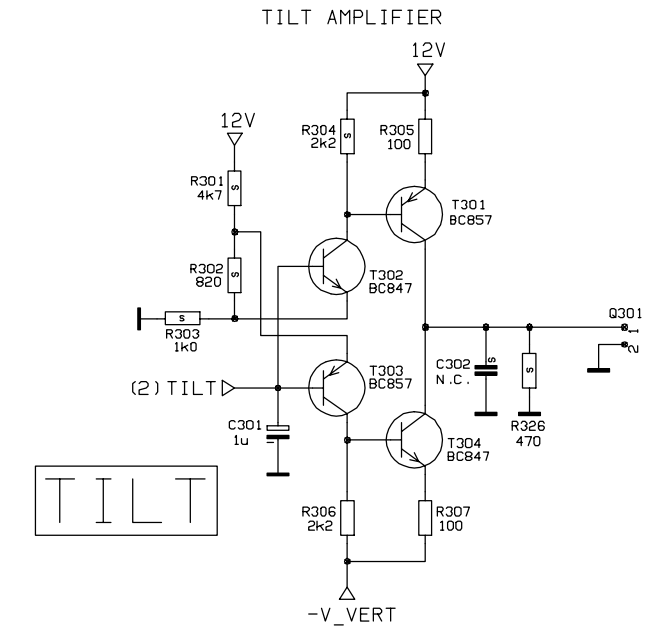 TILT AMPLIFIER
12V
12V
R304
2k2
S
R305
100
R301
4k7
S
T301
BC857
R302
820
S
T302
BC847
S
R303
1k0
Q301
1
2
T303
BC857
C302
N.C.
S
S
(2) TILT
C301
1u
R326
470
T304
BC847
TILT
R306
2k2
R307
100
-V_VERT